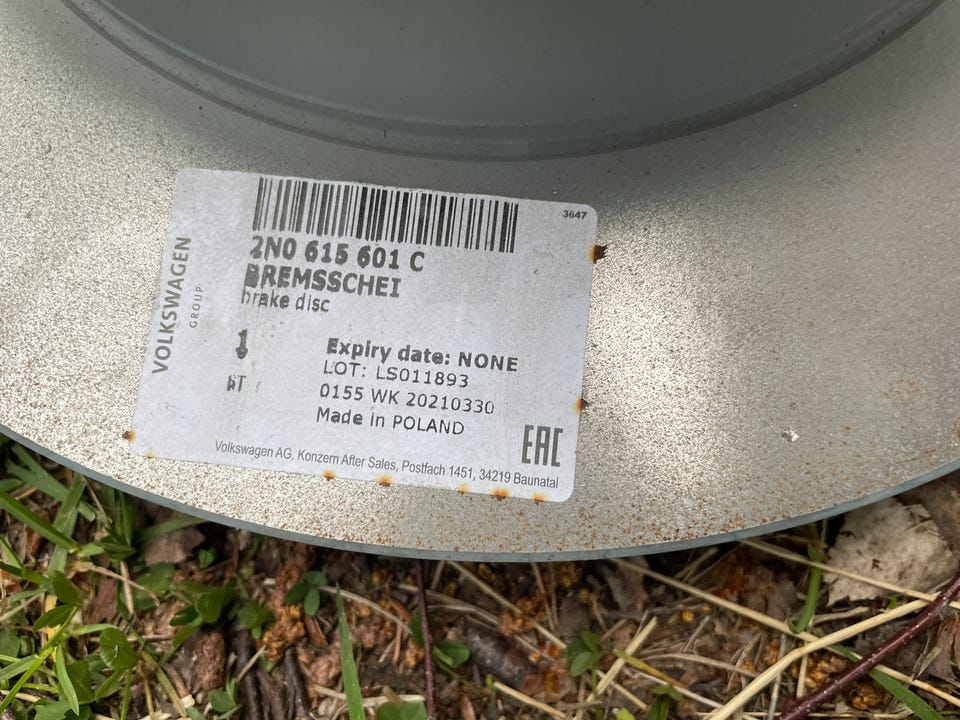 3647
2N0 615 601 C
BREMSSCHEI
brake disc
VOLKSWAGEN
GROUP
1
ST
Expiry date: NONE
LOT: LS011893
0155 WK 20210330
Made in POLAND
EAC
Volkswagen AG, Konzern After Sales, Postfach 1451, 34219 Baunatal